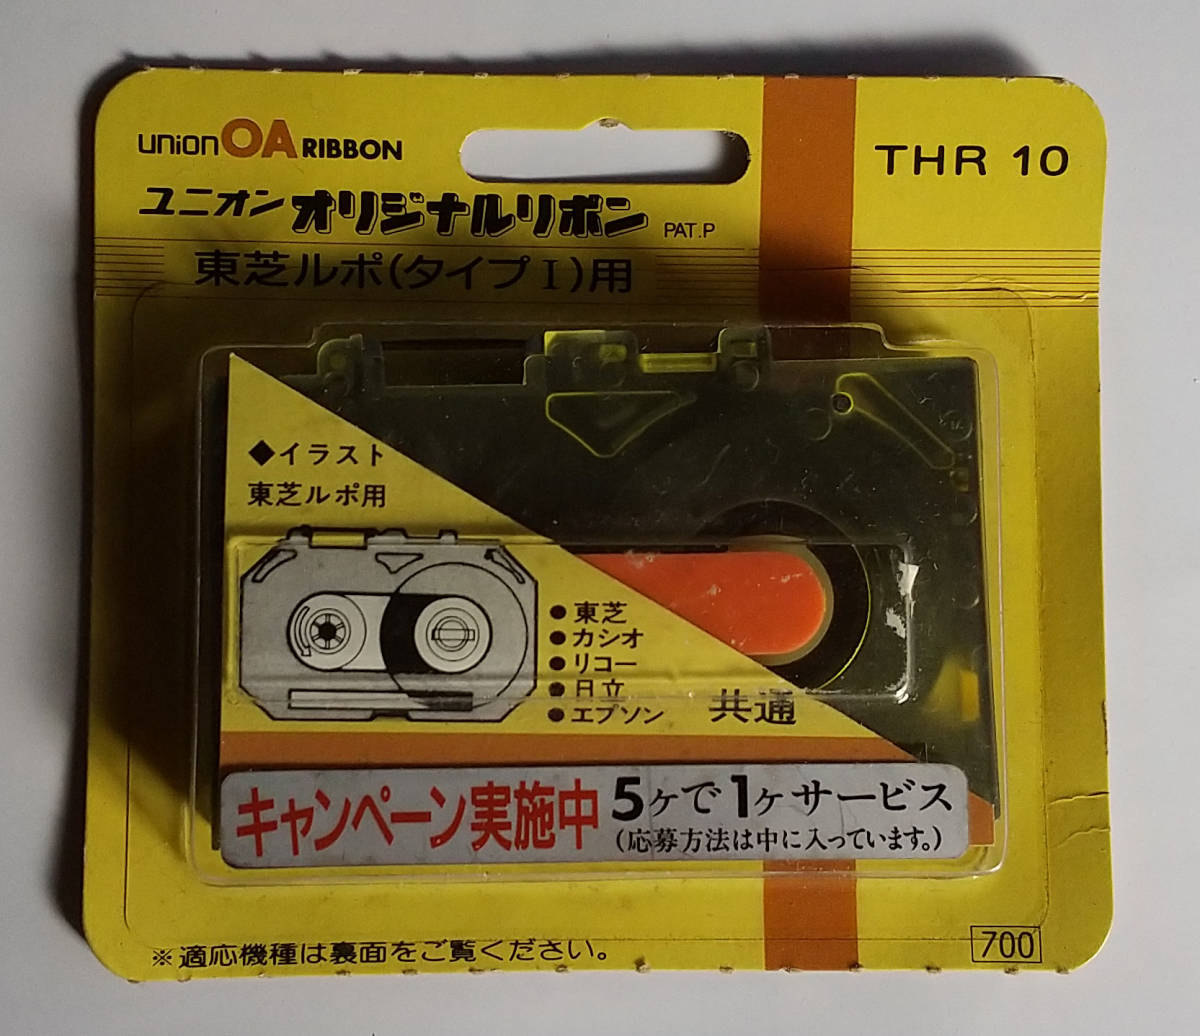 union OA RIBBON
THR 10
ユニオン オリジナルリボン PAT.P
東芝ルポ(タイプI)用
◆イラスト
東芝ルポ用
●東芝
●カシオ
●リコー
●日立
●エプソン 共通
キャンペーン実施中 5ヶで1ヶサービス
(応募方法は中に入っています。)
※適応機種は裏面をご覧ください。
700